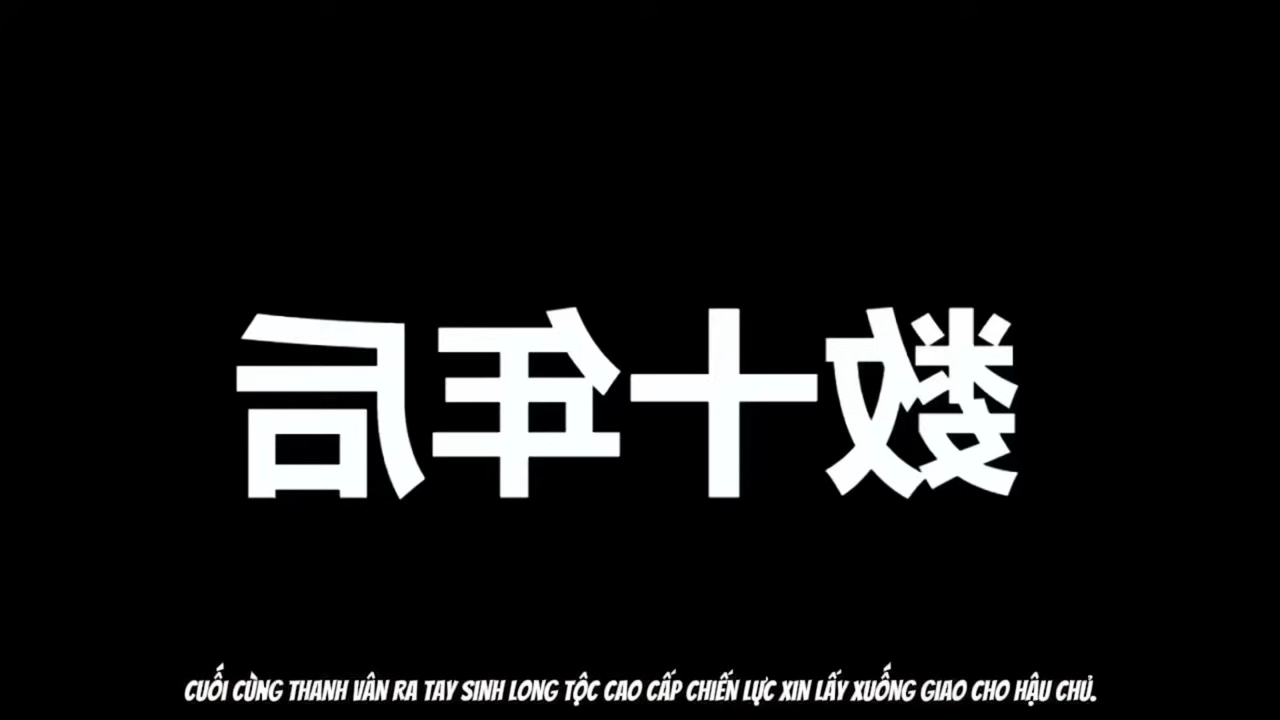 数十年后
CUỐI CÙNG THANH VÂN RA TAY SINH LONG TỘC CAO CẤP CHIẾN LỰC XIN LẤY XUỐNG GIAO CHO HẬU CHỦ.